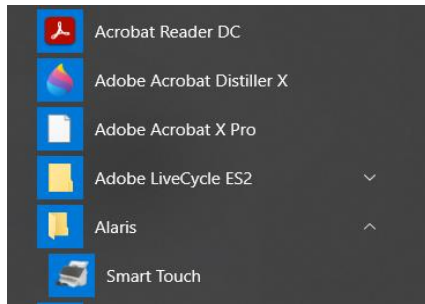 Acrobat Reader DC
Adobe Acrobat Distiller X
Adobe Acrobat X Pro
Adobe LiveCycle ES2
Alaris
Smart Touch